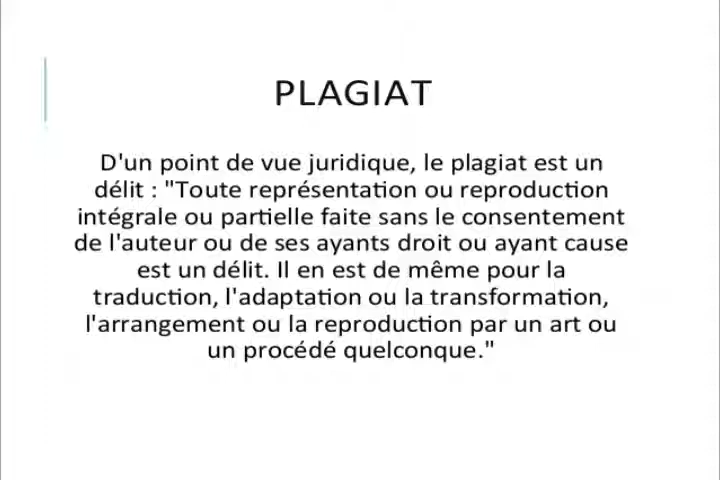 PLAGIAT
D'un point de vue juridique, le plagiat est un
délit : "Toute représentation ou reproduction
intégrale ou partielle faite sans le consentement
de l'auteur ou de ses ayants droit ou ayant cause
est un délit. Il en est de même pour la
traduction, l'adaptation ou la transformation,
l'arrangement ou la reproduction par un art ou
un procédé quelconque."